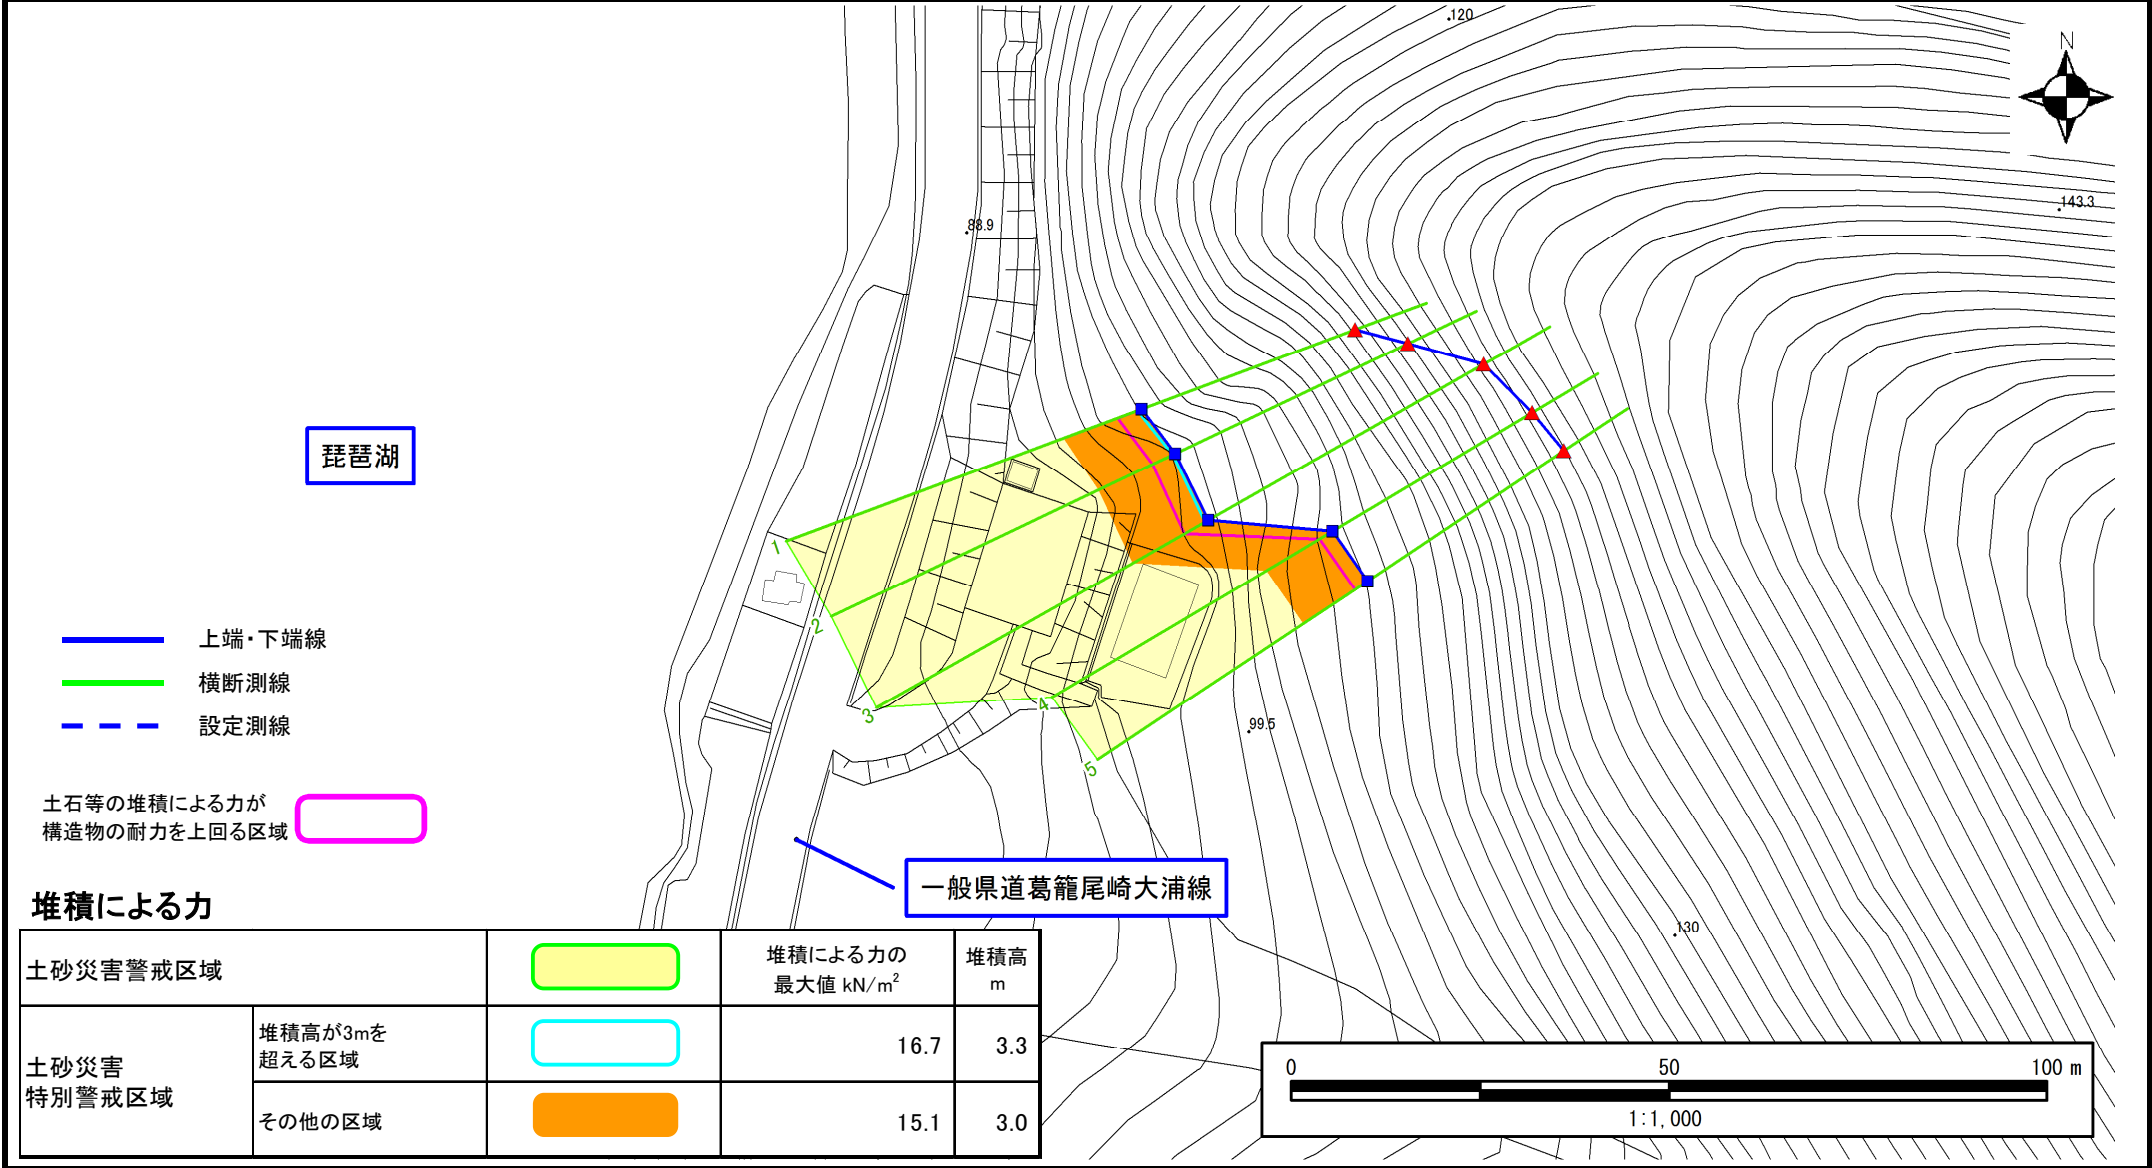 120
N
143.3
88.9
琵琶湖
1
2
3
4
5
上端・下端線
横断測線
設定測線
99.5
土石等の堆積による力が
構造物の耐力を上回る区域
一般県道葛籠尾崎大浦線
130
堆積による力
土砂災害警戒区域
堆積による力の
最大値 kN/m²
堆積高
m
土砂災害
特別警戒区域
堆積高が3mを
超える区域
16.7
3.3
その他の区域
15.1
3.0
0
50
100 m
1:1,000